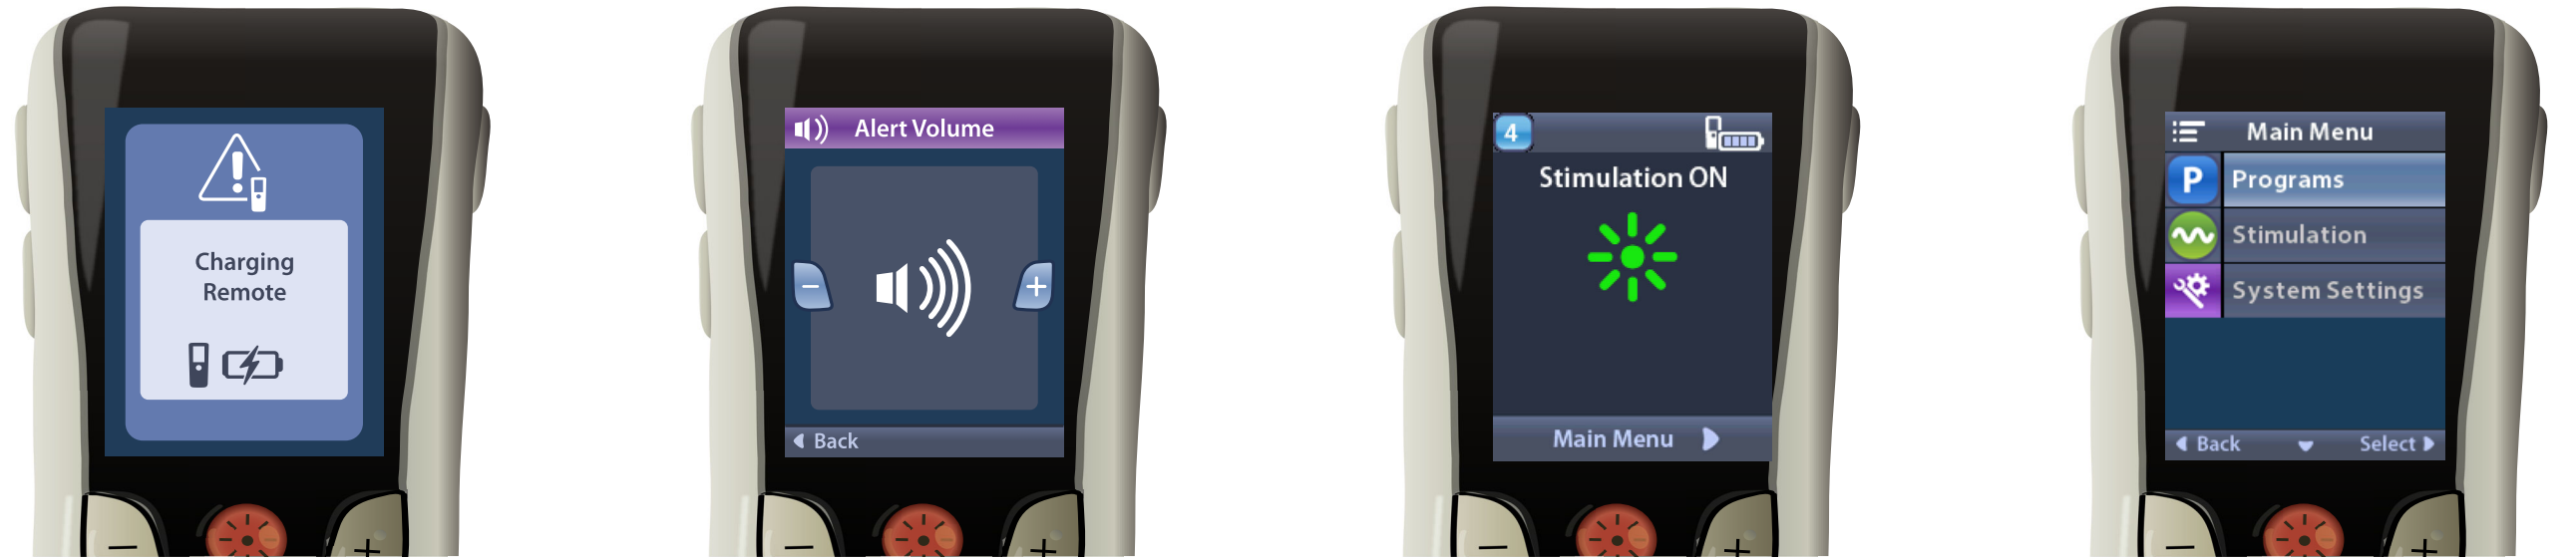 Charging
Remote
Alert Volume
− +
Back
4
Stimulation ON
Main Menu
Main Menu
P Programs
Stimulation
System Settings
Back Select
− +
− +
− +
− +